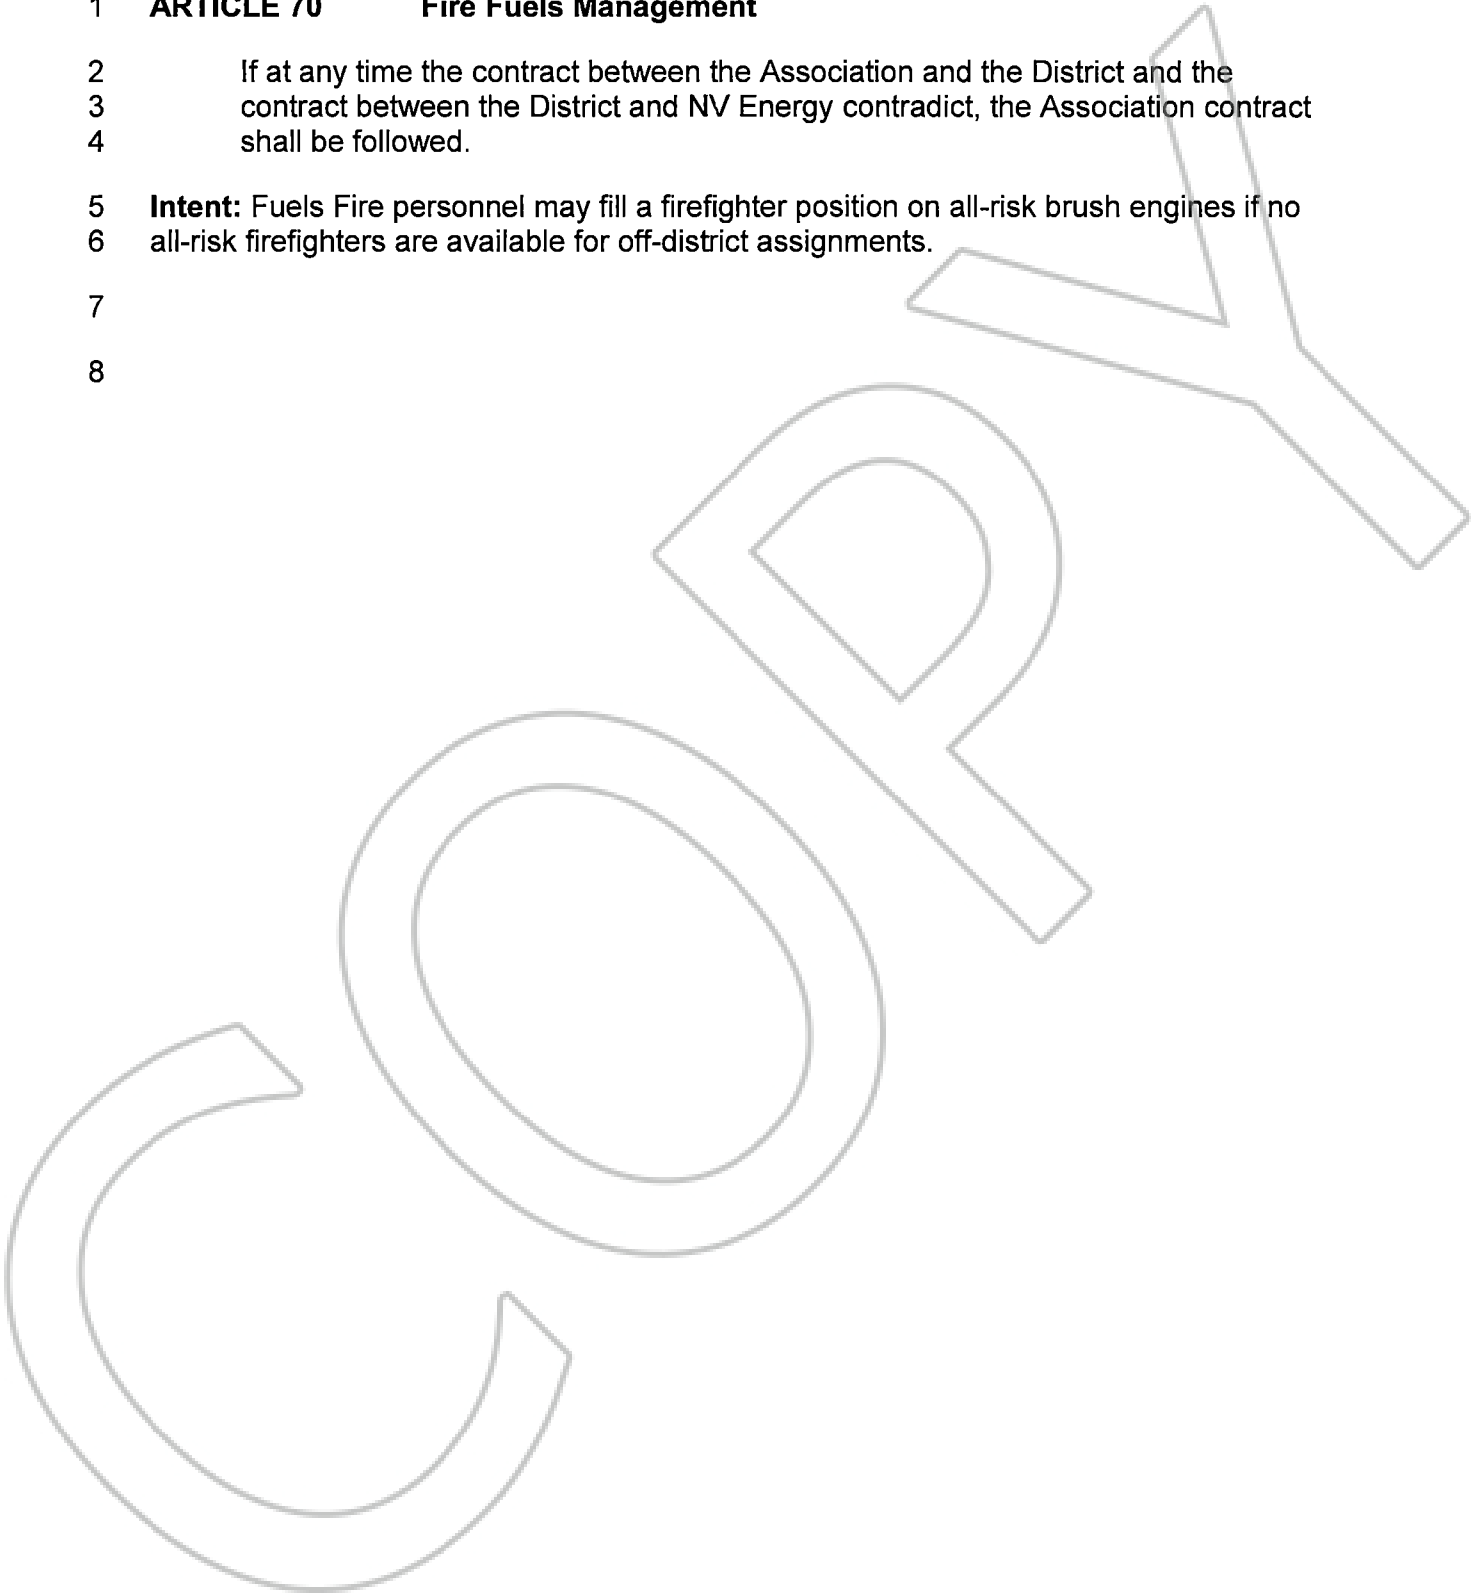 1 ARTICLE 70 Fire Fuels Management
2 If at any time the contract between the Association and the District and the
3 contract between the District and NV Energy contradict, the Association contract
4 shall be followed.
5 Intent: Fuels Fire personnel may fill a firefighter position on all-risk brush engines if no
6 all-risk firefighters are available for off-district assignments.
7
8
COPY